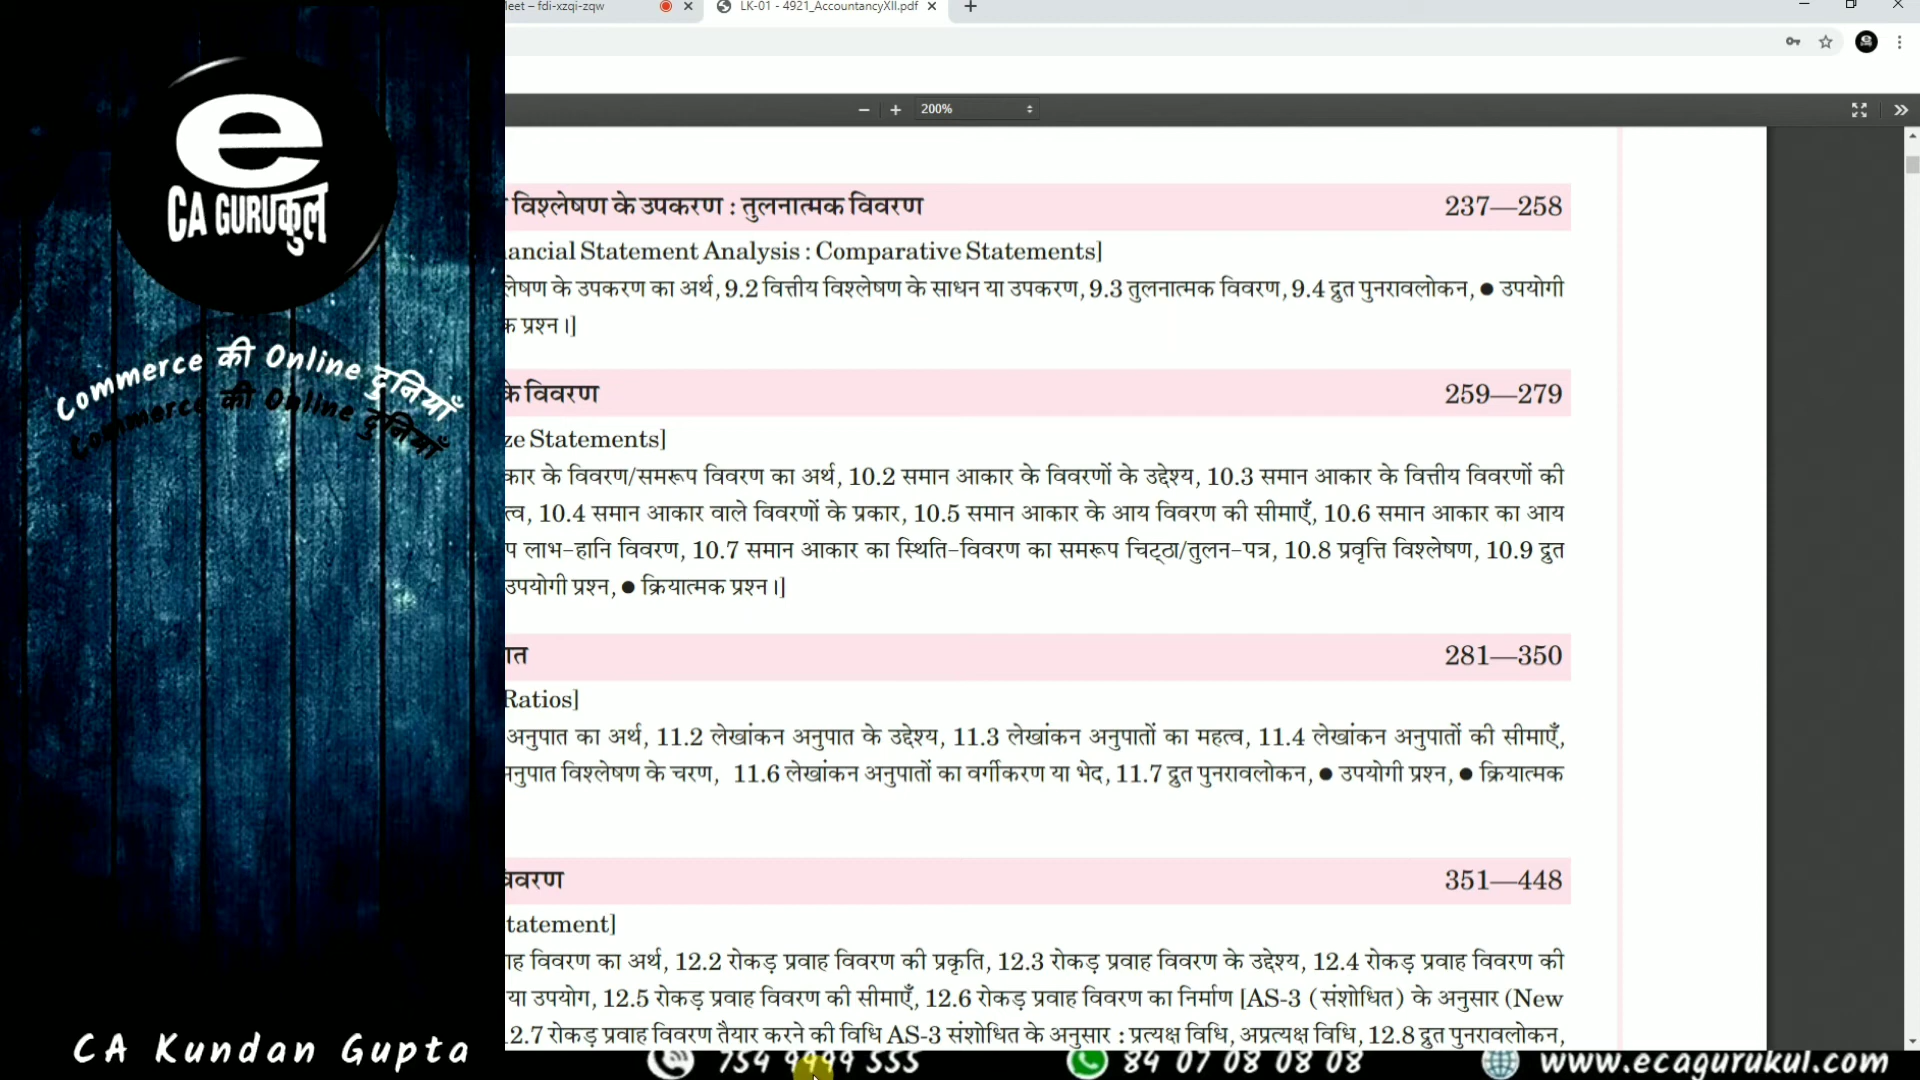 leet – fdi-xzqi-zqw
LK-01 - 4921_AccountancyXII.pdf
200%
e
CA GURUकुल
Commerce की Online दुनियाँ
Commerce की Online दुनियाँ
CA Kundan Gupta
विश्लेषण के उपकरण : तुलनात्मक विवरण 237—258
ancial Statement Analysis : Comparative Statements]
लेषण के उपकरण का अर्थ, 9.2 वित्तीय विश्लेषण के साधन या उपकरण, 9.3 तुलनात्मक विवरण, 9.4 द्रुत पुनरावलोकन, ● उपयोगी
क प्रश्न।]
के विवरण 259—279
ze Statements]
कार के विवरण/समरूप विवरण का अर्थ, 10.2 समान आकार के विवरणों के उद्देश्य, 10.3 समान आकार के वित्तीय विवरणों की
त्व, 10.4 समान आकार वाले विवरणों के प्रकार, 10.5 समान आकार के आय विवरण की सीमाएँ, 10.6 समान आकार का आय
प लाभ-हानि विवरण, 10.7 समान आकार का स्थिति-विवरण का समरूप चिट्ठा/तुलन-पत्र, 10.8 प्रवृत्ति विश्लेषण, 10.9 द्रुत
उपयोगी प्रश्न, ● क्रियात्मक प्रश्न।]
ात 281—350
Ratios]
अनुपात का अर्थ, 11.2 लेखांकन अनुपात के उद्देश्य, 11.3 लेखांकन अनुपातों का महत्व, 11.4 लेखांकन अनुपातों की सीमाएँ,
नुपात विश्लेषण के चरण, 11.6 लेखांकन अनुपातों का वर्गीकरण या भेद, 11.7 द्रुत पुनरावलोकन, ● उपयोगी प्रश्न, ● क्रियात्मक
विवरण 351—448
tatement]
ाह विवरण का अर्थ, 12.2 रोकड़ प्रवाह विवरण की प्रकृति, 12.3 रोकड़ प्रवाह विवरण के उद्देश्य, 12.4 रोकड़ प्रवाह विवरण की
या उपयोग, 12.5 रोकड़ प्रवाह विवरण की सीमाएँ, 12.6 रोकड़ प्रवाह विवरण का निर्माण [AS-3 (संशोधित) के अनुसार (New
2.7 रोकड़ प्रवाह विवरण तैयार करने की विधि AS-3 संशोधित के अनुसार : प्रत्यक्ष विधि, अप्रत्यक्ष विधि, 12.8 द्रुत पुनरावलोकन,
754 9999 555 84 07 08 08 08 www.ecagurukul.com